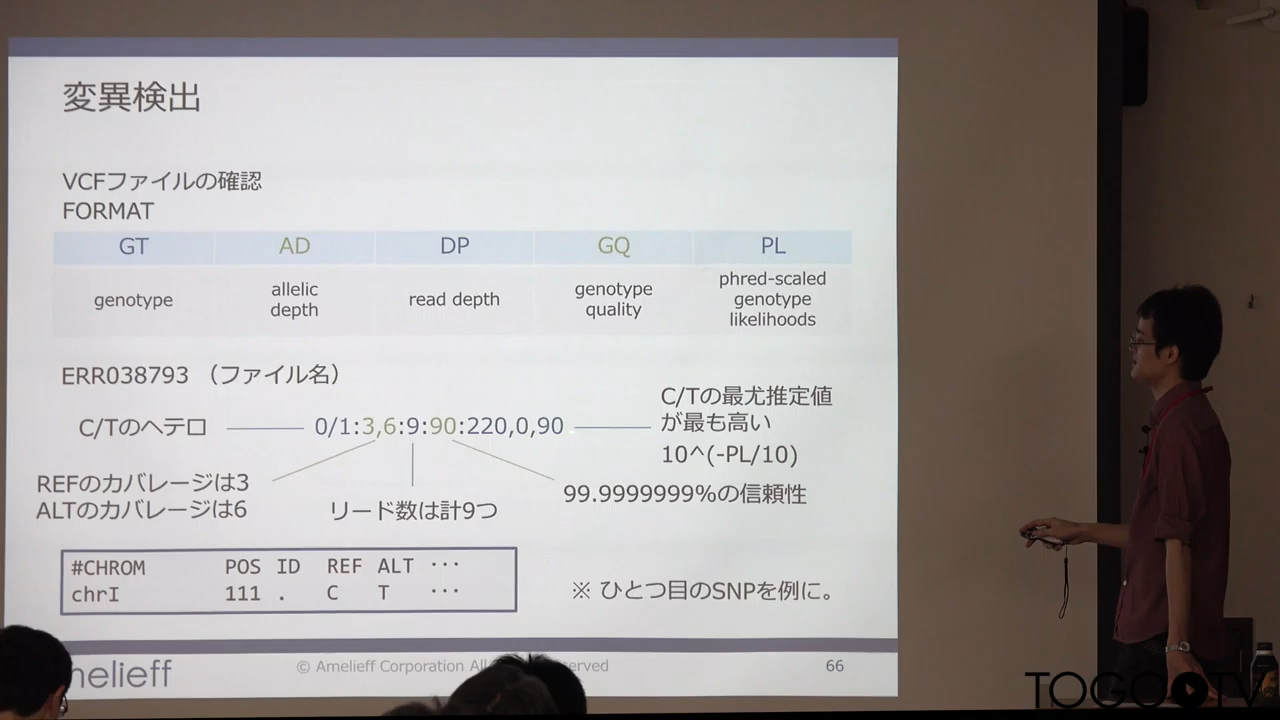 変異検出
VCFファイルの確認
FORMAT
GT AD DP GQ PL
genotype
allelic
depth
read depth
genotype
quality
phred-scaled
genotype
likelihoods
ERR038793 （ファイル名）
C/Tのヘテロ
0/1:3,6:9:90:220,0,90
C/Tの最尤推定値
が最も高い
10^(-PL/10)
REFのカバレージは3
ALTのカバレージは6
リード数は計9つ
99.9999999%の信頼性
#CHROM POS ID REF ALT ･･･
chrI 111 . C T ･･･
※ ひとつ目のSNPを例に。
© Amelieff Corporation All
66
TOGOTV